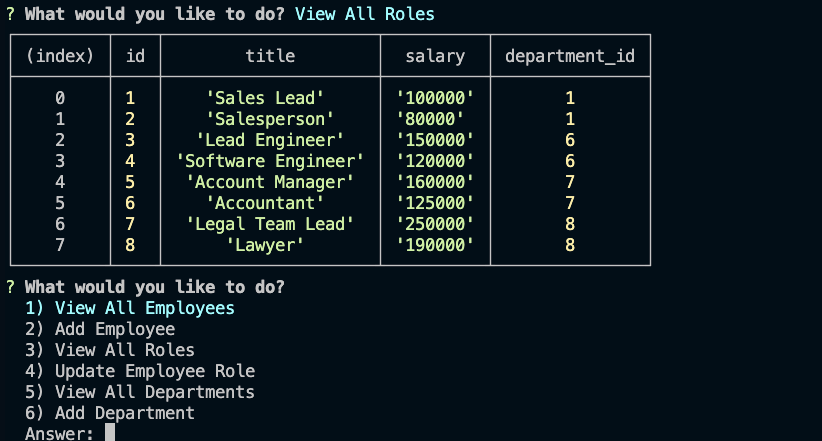 ? What would you like to do? View All Roles
(index) id title salary department_id
0 1 'Sales Lead' '100000' 1
1 2 'Salesperson' '80000' 1
2 3 'Lead Engineer' '150000' 6
3 4 'Software Engineer' '120000' 6
4 5 'Account Manager' '160000' 7
5 6 'Accountant' '125000' 7
6 7 'Legal Team Lead' '250000' 8
7 8 'Lawyer' '190000' 8
? What would you like to do?
1) View All Employees
2) Add Employee
3) View All Roles
4) Update Employee Role
5) View All Departments
6) Add Department
Answer: